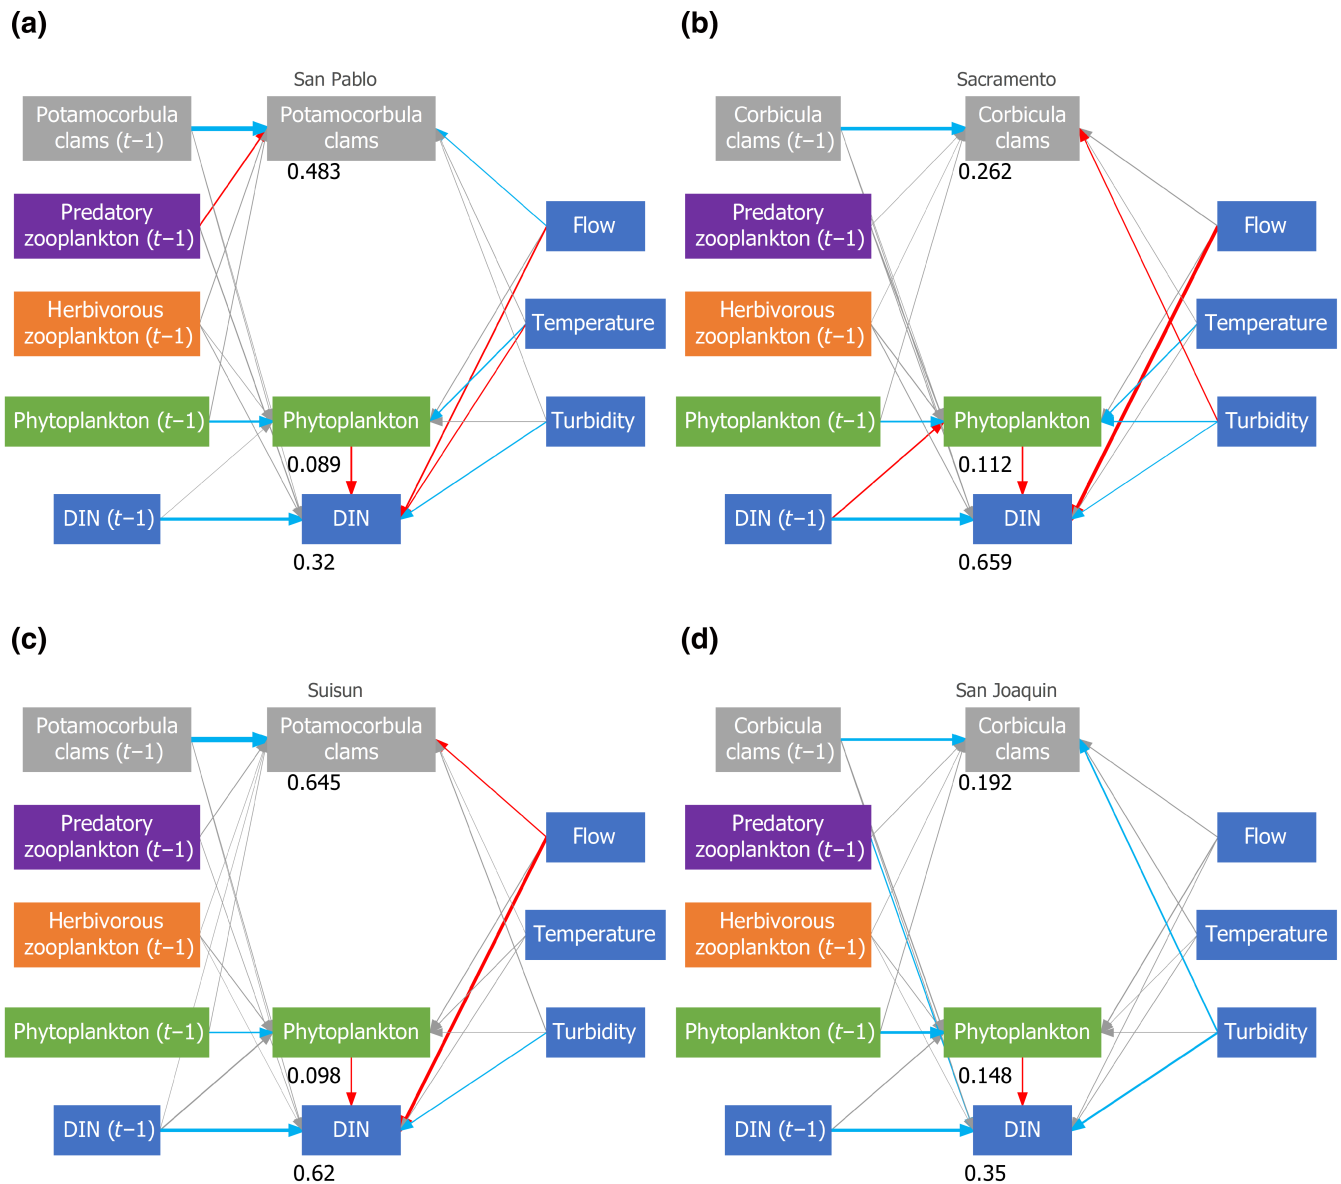 (a)
San Pablo
Potamocorbula
clams (t−1)
Potamocorbula
clams
0.483
Predatory
zooplankton (t−1)
Flow
Herbivorous
zooplankton (t−1)
Temperature
Phytoplankton (t−1)
Phytoplankton
Turbidity
0.089
DIN (t−1)
DIN
0.32
(b)
Sacramento
Corbicula
clams (t−1)
Corbicula
clams
0.262
Predatory
zooplankton (t−1)
Flow
Herbivorous
zooplankton (t−1)
Temperature
Phytoplankton (t−1)
Phytoplankton
Turbidity
0.112
DIN (t−1)
DIN
0.659
(c)
Suisun
Potamocorbula
clams (t−1)
Potamocorbula
clams
0.645
Predatory
zooplankton (t−1)
Flow
Herbivorous
zooplankton (t−1)
Temperature
Phytoplankton (t−1)
Phytoplankton
Turbidity
0.098
DIN (t−1)
DIN
0.62
(d)
San Joaquin
Corbicula
clams (t−1)
Corbicula
clams
0.192
Predatory
zooplankton (t−1)
Flow
Herbivorous
zooplankton (t−1)
Temperature
Phytoplankton (t−1)
Phytoplankton
Turbidity
0.148
DIN (t−1)
DIN
0.35